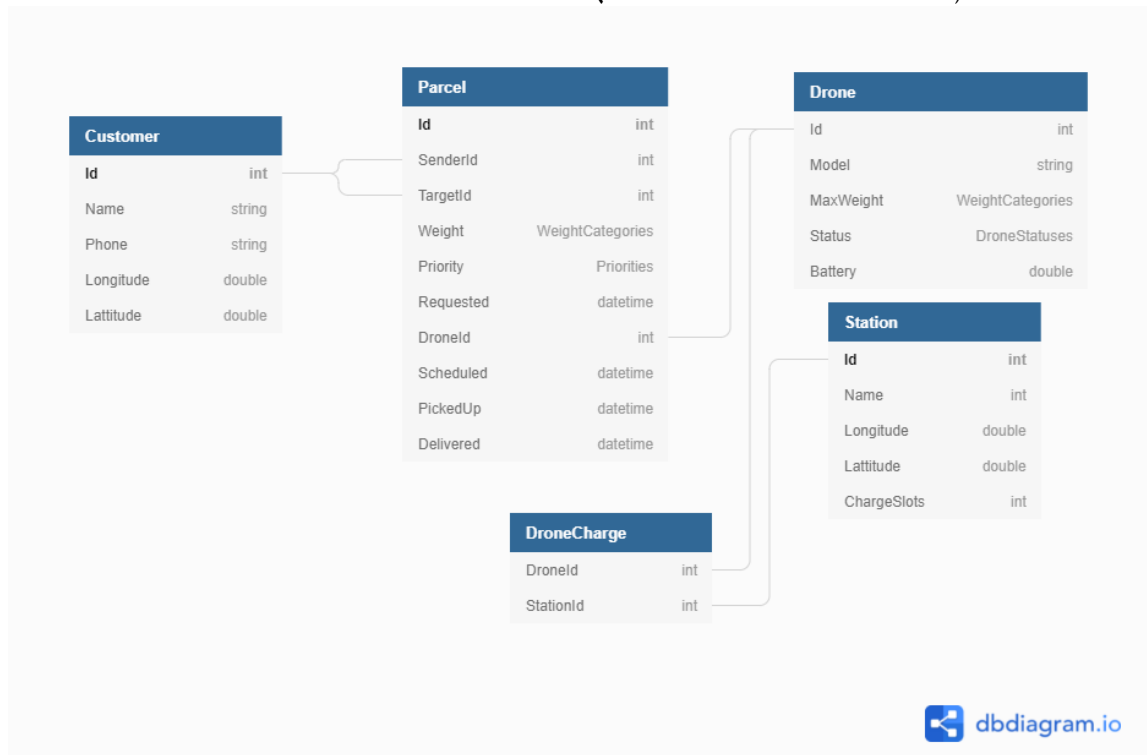 Customer
Id int
Name string
Phone string
Longitude double
Lattitude double
Parcel
Id int
SenderId int
TargetId int
Weight WeightCategories
Priority Priorities
Requested datetime
DroneId int
Scheduled datetime
PickedUp datetime
Delivered datetime
Drone
Id int
Model string
MaxWeight WeightCategories
Status DroneStatuses
Battery double
Station
Id int
Name int
Longitude double
Lattitude double
ChargeSlots int
DroneCharge
DroneId int
StationId int
dbdiagram.io